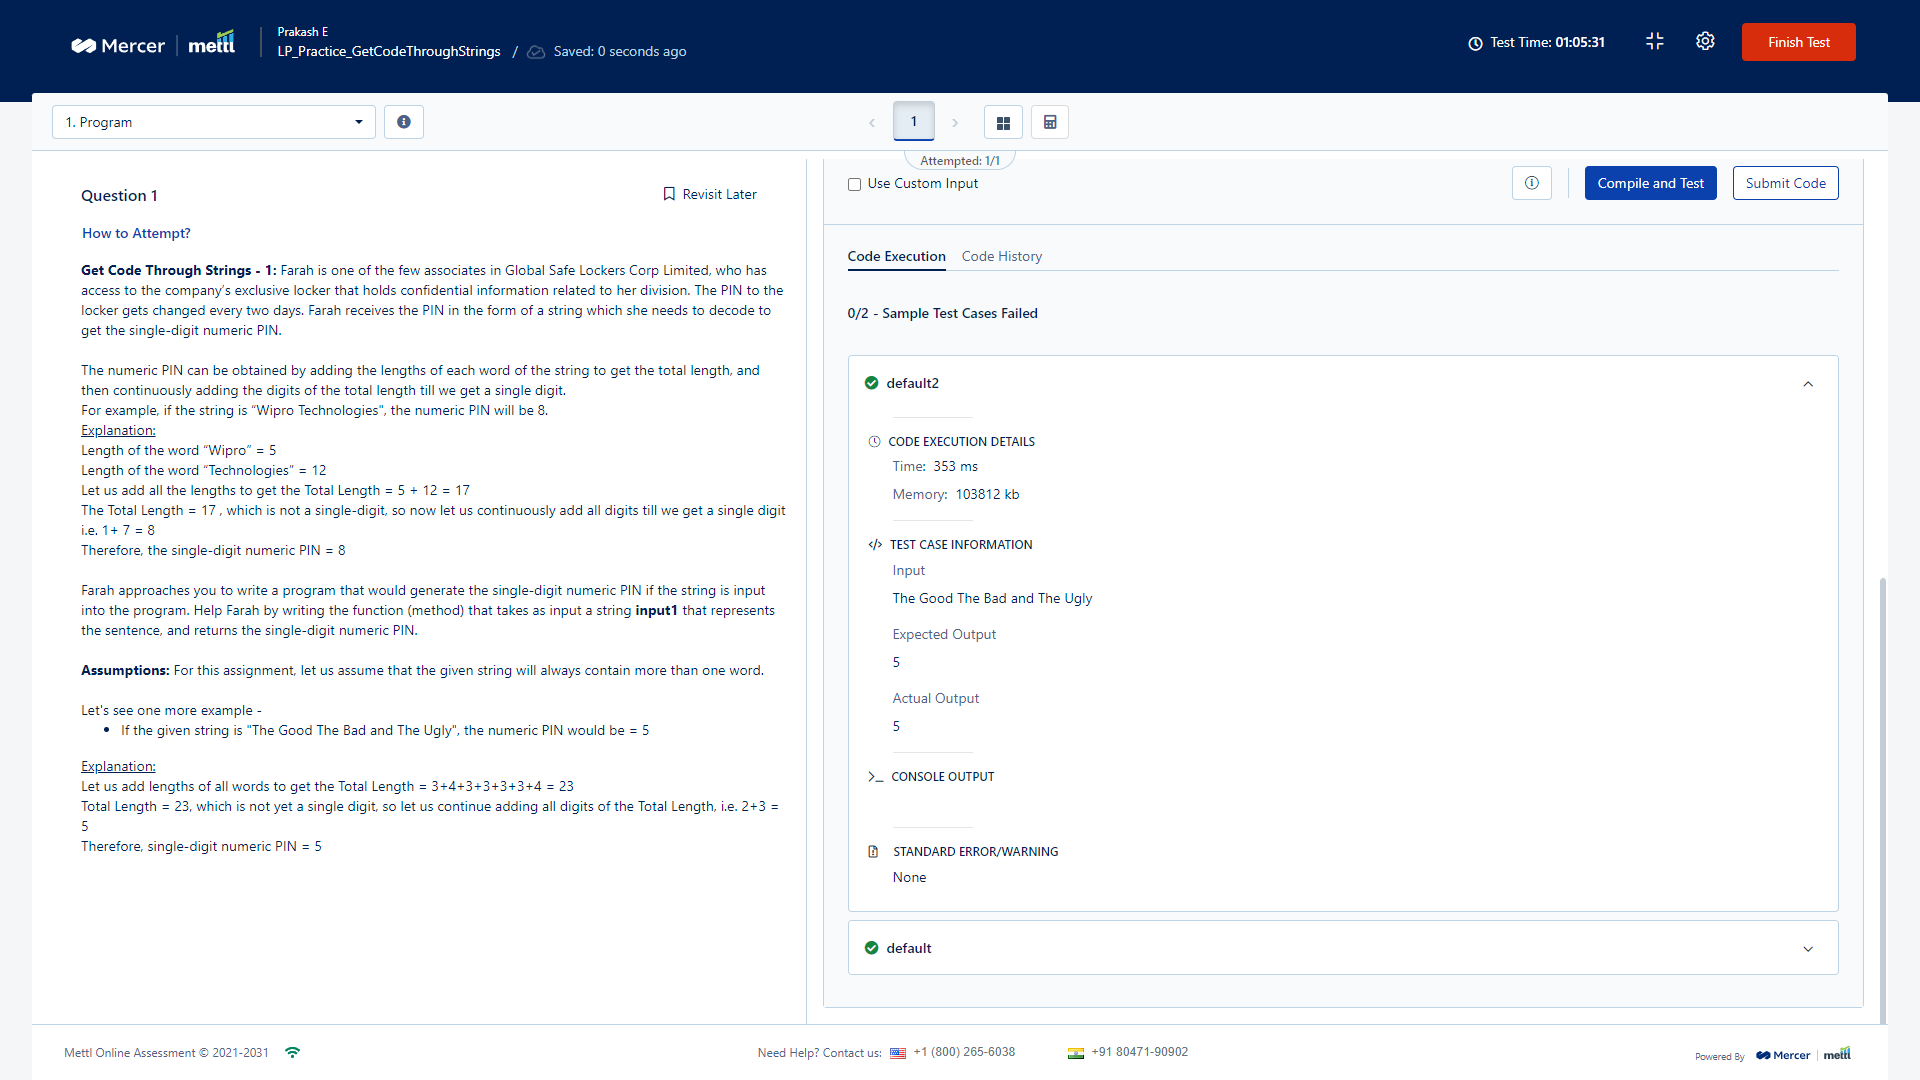 Mercer
mettl
Prakash E
LP_Practice_GetCodeThroughStrings / Saved: 0 seconds ago
Test Time: 01:05:31
Finish Test
1. Program
1
Attempted: 1/1
Question 1
Revisit Later
How to Attempt?
Get Code Through Strings - 1: Farah is one of the few associates in Global Safe Lockers Corp Limited, who has
access to the company's exclusive locker that holds confidential information related to her division. The PIN to the
locker gets changed every two days. Farah receives the PIN in the form of a string which she needs to decode to
get the single-digit numeric PIN.
The numeric PIN can be obtained by adding the lengths of each word of the string to get the total length, and
then continuously adding the digits of the total length till we get a single digit.
For example, if the string is “Wipro Technologies", the numeric PIN will be 8.
Explanation:
Length of the word “Wipro” = 5
Length of the word “Technologies” = 12
Let us add all the lengths to get the Total Length = 5 + 12 = 17
The Total Length = 17 , which is not a single-digit, so now let us continuously add all digits till we get a single digit
i.e. 1+ 7 = 8
Therefore, the single-digit numeric PIN = 8
Farah approaches you to write a program that would generate the single-digit numeric PIN if the string is input
into the program. Help Farah by writing the function (method) that takes as input a string input1 that represents
the sentence, and returns the single-digit numeric PIN.
Assumptions: For this assignment, let us assume that the given string will always contain more than one word.
Let's see one more example -
• If the given string is "The Good The Bad and The Ugly", the numeric PIN would be = 5
Explanation:
Let us add lengths of all words to get the Total Length = 3+4+3+3+3+3+4 = 23
Total Length = 23, which is not yet a single digit, so let us continue adding all digits of the Total Length, i.e. 2+3 =
5
Therefore, single-digit numeric PIN = 5
Use Custom Input
Compile and Test
Submit Code
Code Execution
Code History
0/2 - Sample Test Cases Failed
default2
CODE EXECUTION DETAILS
Time: 353 ms
Memory: 103812 kb
TEST CASE INFORMATION
Input
The Good The Bad and The Ugly
Expected Output
5
Actual Output
5
CONSOLE OUTPUT
STANDARD ERROR/WARNING
None
default
Mettl Online Assessment © 2021-2031
Need Help? Contact us: +1 (800) 265-6038
+91 80471-90902
Powered By Mercer mettl